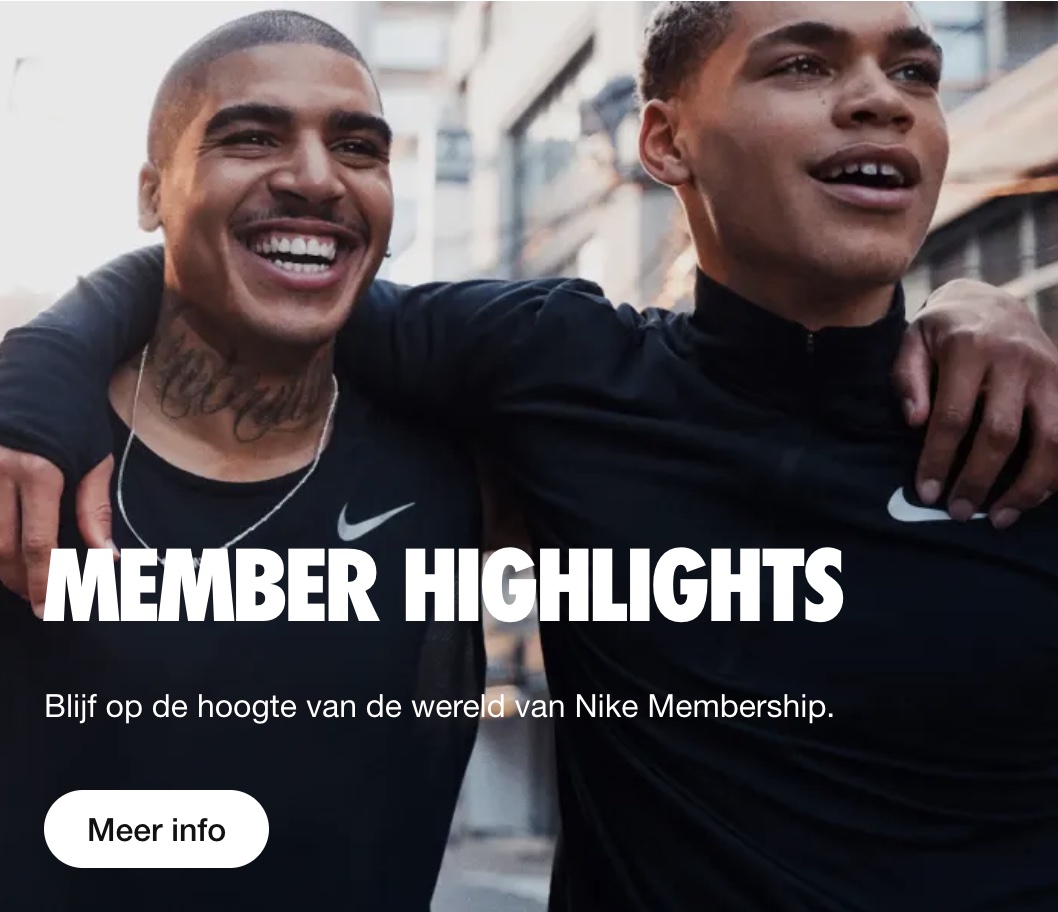 MEMBER HIGHLIGHTS
Blijf op de hoogte van de wereld van Nike Membership.
Meer info